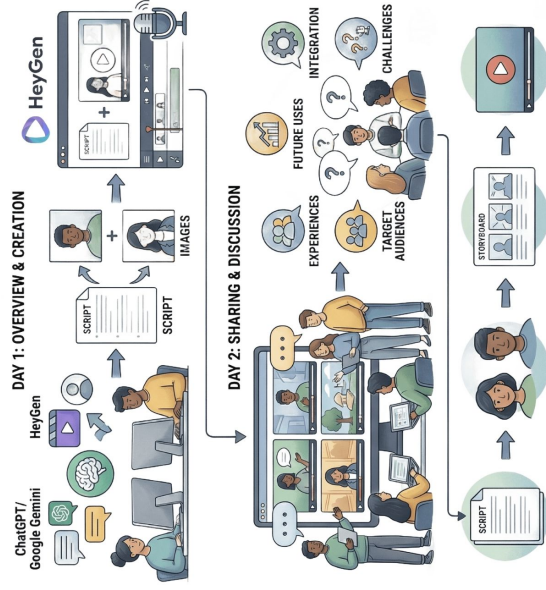 DAY 1: OVERVIEW & CREATION
ChatGPT/
Google Gemini
HeyGen
SCRIPT
SCRIPT
IMAGES
HeyGen
SCRIPT
DAY 2: SHARING & DISCUSSION
EXPERIENCES
TARGET
AUDIENCES
FUTURE USES
INTEGRATION
CHALLENGES
SCRIPT
STORYBOARD